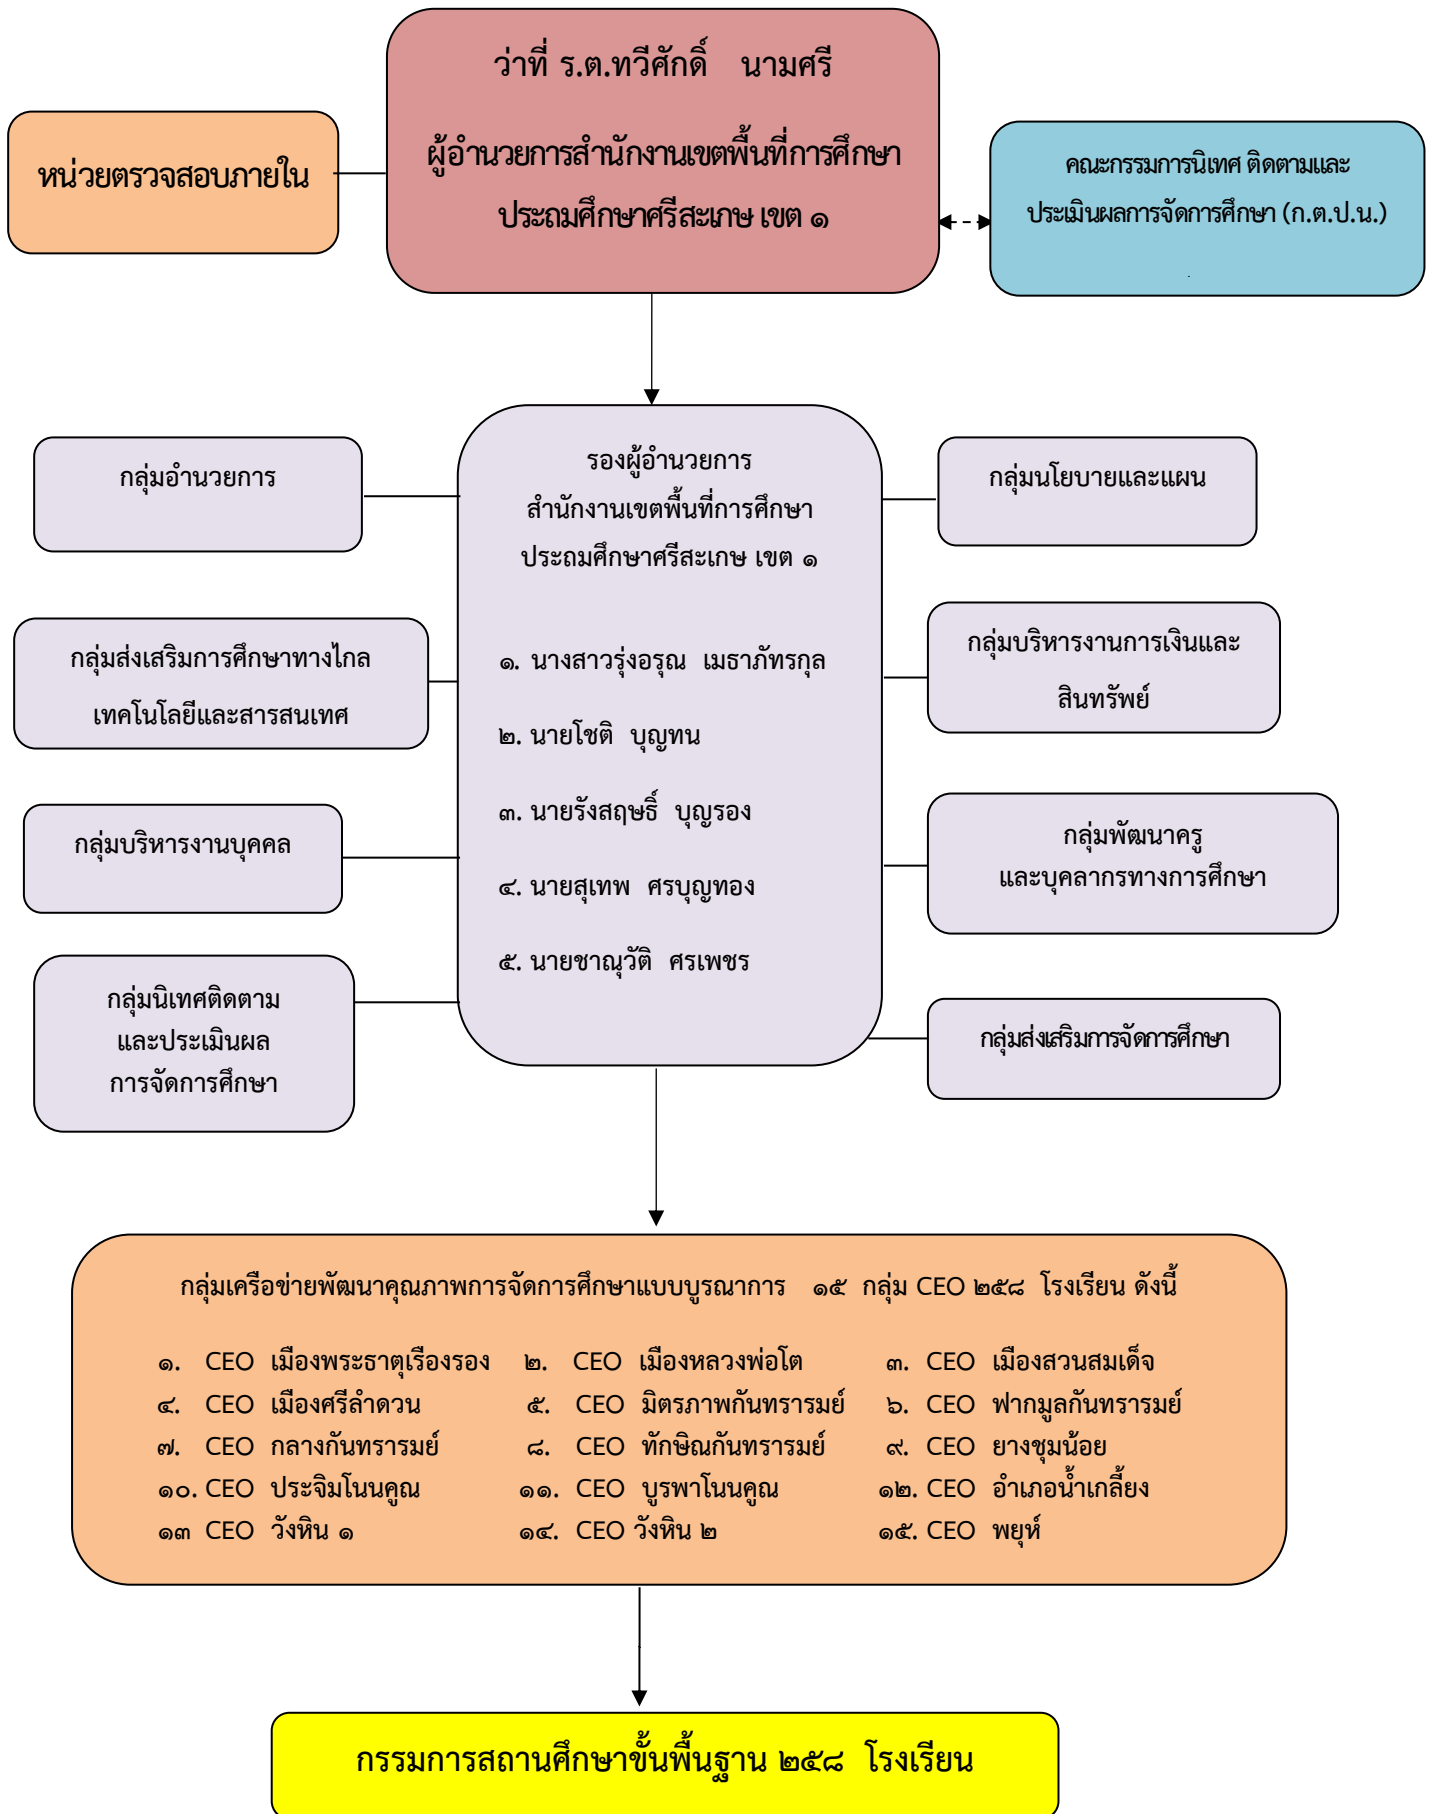 ว่าที่ ร.ต.ทวีศักดิ์ นามศรี
ผู้อำนวยการสำนักงานเขตพื้นที่การศึกษา
ประถมศึกษาศรีสะเกษ เขต ๑
หน่วยตรวจสอบภายใน
คณะกรรมการนิเทศ ติดตามและ
ประเมินผลการจัดการศึกษา (ก.ต.ป.น.)
รองผู้อำนวยการ
สำนักงานเขตพื้นที่การศึกษา
ประถมศึกษาศรีสะเกษ เขต ๑
๑. นางสาวรุ่งอรุณ เมธาภัทรกุล
๒. นายโชติ บุญทน
๓. นายรังสฤษธิ์ บุญรอง
๔. นายสุเทพ ศรบุญทอง
๕. นายชาณุวัติ ศรเพชร
กลุ่มอำนวยการ
กลุ่มส่งเสริมการศึกษาทางไกล
เทคโนโลยีและสารสนเทศ
กลุ่มบริหารงานบุคคล
กลุ่มนิเทศติดตาม
และประเมินผล
การจัดการศึกษา
กลุ่มนโยบายและแผน
กลุ่มบริหารงานการเงินและ
สินทรัพย์
กลุ่มพัฒนาครู
และบุคลากรทางการศึกษา
กลุ่มส่งเสริมการจัดการศึกษา
กลุ่มเครือข่ายพัฒนาคุณภาพการจัดการศึกษาแบบบูรณาการ ๑๕ กลุ่ม CEO ๒๕๘ โรงเรียน ดังนี้
๑. CEO เมืองพระธาตุเรืองรอง ๒. CEO เมืองหลวงพ่อโต ๓. CEO เมืองสวนสมเด็จ
๔. CEO เมืองศรีลำดวน ๕. CEO มิตรภาพกันทรารมย์ ๖. CEO ฟากมูลกันทรารมย์
๗. CEO กลางกันทรารมย์ ๘. CEO ทักษิณกันทรารมย์ ๙. CEO ยางชุมน้อย
๑๐. CEO ประจิมโนนคูณ ๑๑. CEO บูรพาโนนคูณ ๑๒. CEO อำเภอน้ำเกลี้ยง
๑๓ CEO วังหิน ๑ ๑๔. CEO วังหิน ๒ ๑๕. CEO พยุห์
กรรมการสถานศึกษาขั้นพื้นฐาน ๒๕๘ โรงเรียน